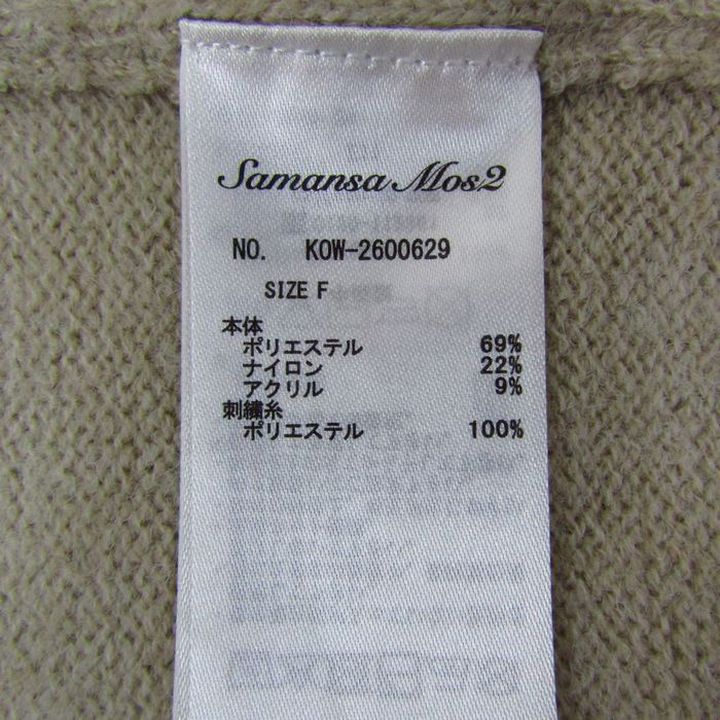 Samansa Mos2
NO. KOW-2600629
SIZE F
本体
ポリエステル 69%
ナイロン 22%
アクリル 9%
刺繍糸
ポリエステル 100%